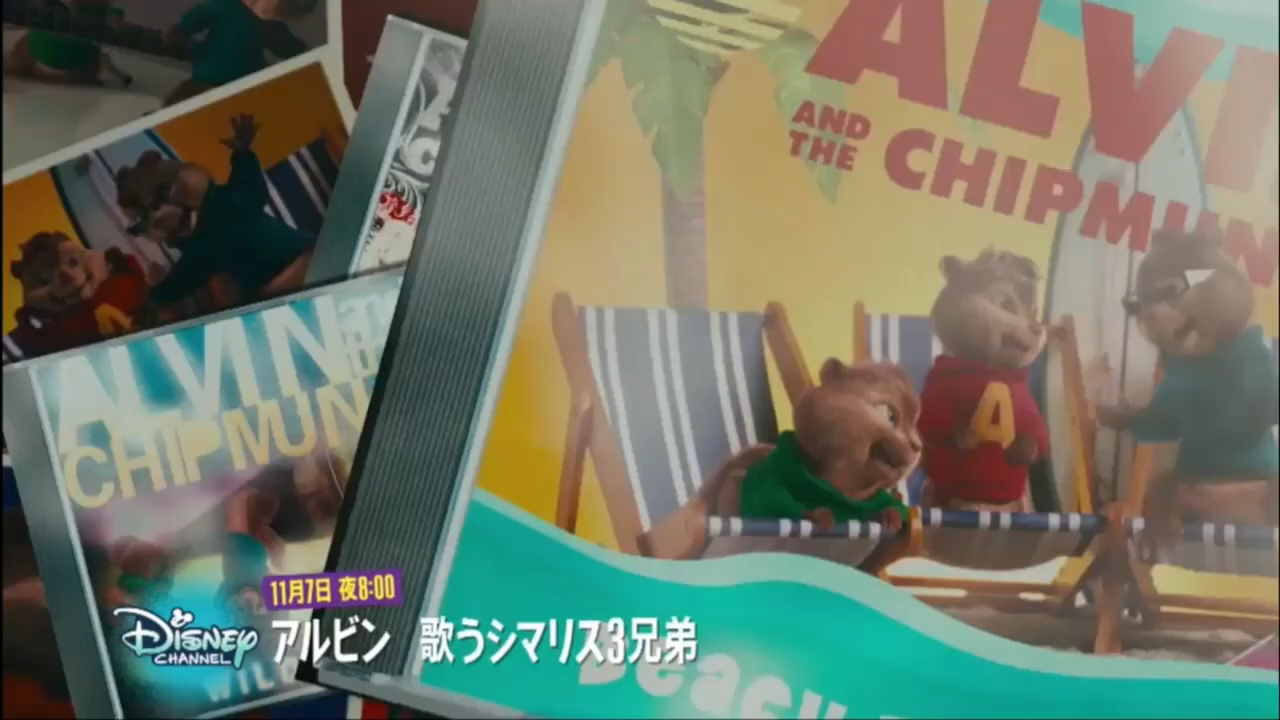 ALVIN
AND THE CHIPMUN
ALVIN
CHIPMUN
A
A
11月7日 夜8:00
DISNEY CHANNEL
アルビン 歌うシマリス3兄弟
Beach